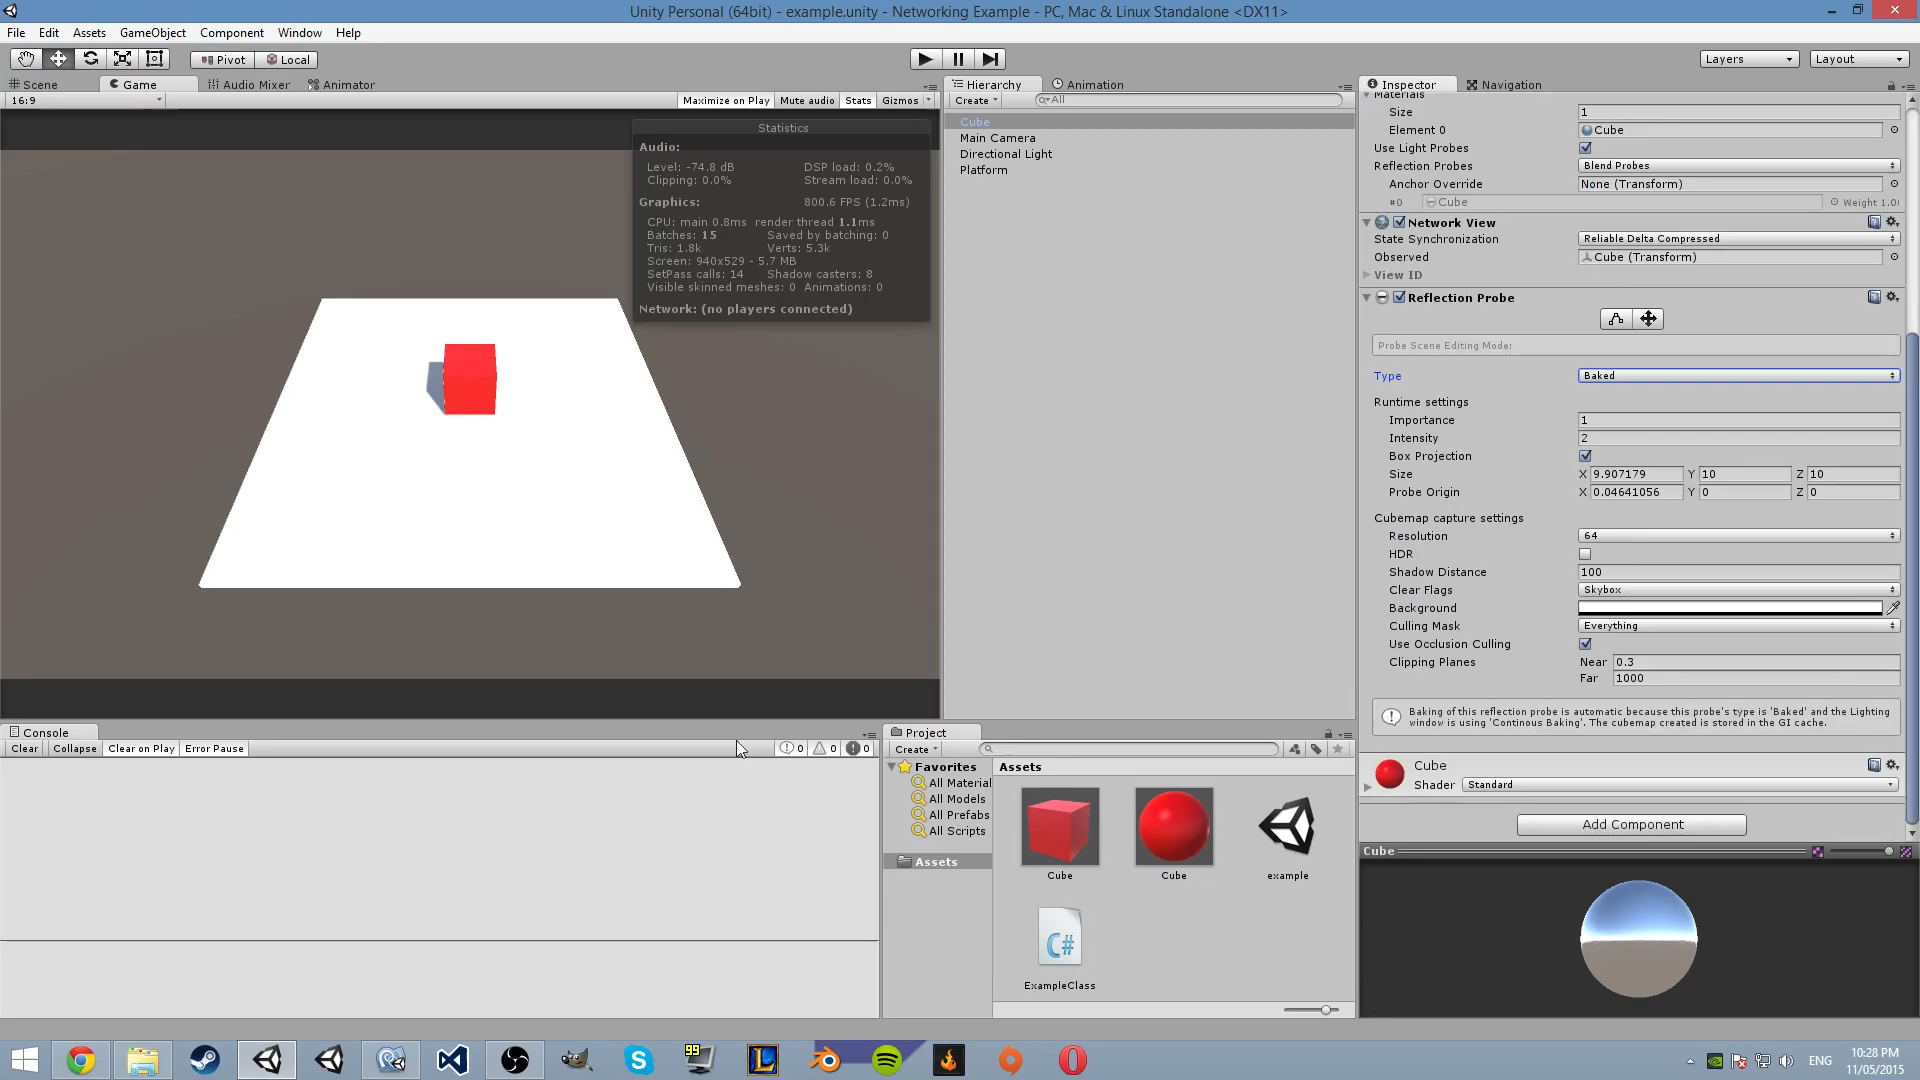 Unity Personal (64bit) - example.unity - Networking Example - PC, Mac & Linux Standalone <DX11>
File Edit Assets GameObject Component Window Help
Pivot Local Layers Layout
Scene Game Audio Mixer Animator
16:9 Maximize on Play Mute audio Stats Gizmos
Statistics
Audio:
Level: -74.8 dB DSP load: 0.2%
Clipping: 0.0% Stream load: 0.0%
Graphics: 800.6 FPS (1.2ms)
CPU: main 0.8ms render thread 1.1ms
Batches: 15 Saved by batching: 0
Tris: 1.8k Verts: 5.3k
Screen: 940x529 - 5.7 MB
SetPass calls: 14 Shadow casters: 8
Visible skinned meshes: 0 Animations: 0
Network: (no players connected)
Hierarchy Animation
Create All
Cube
Main Camera
Directional Light
Platform
Inspector Navigation
Materials
Size 1
Element 0 Cube
Use Light Probes
Reflection Probes Blend Probes
Anchor Override None (Transform)
#0 Cube Weight 1.0
Network View
State Synchronization Reliable Delta Compressed
Observed Cube (Transform)
View ID
Reflection Probe
Probe Scene Editing Mode:
Type Baked
Runtime settings
Importance 1
Intensity 2
Box Projection
Size X 9.907179 Y 10 Z 10
Probe Origin X 0.04641056 Y 0 Z 0
Cubemap capture settings
Resolution 64
HDR
Shadow Distance 100
Clear Flags Skybox
Background
Culling Mask Everything
Use Occlusion Culling
Clipping Planes Near 0.3
Far 1000
Baking of this reflection probe is automatic because this probe's type is 'Baked' and the Lighting
window is using 'Continous Baking'. The cubemap created is stored in the GI cache.
Cube
Shader Standard
Add Component
Cube
Console
Clear Collapse Clear on Play Error Pause 0 0 0
Project
Create
Favorites
All Material
All Models
All Prefabs
All Scripts
Assets
Assets
Cube Cube example
C#
ExampleClass
99
L
ENG
10:28 PM
11/05/2015